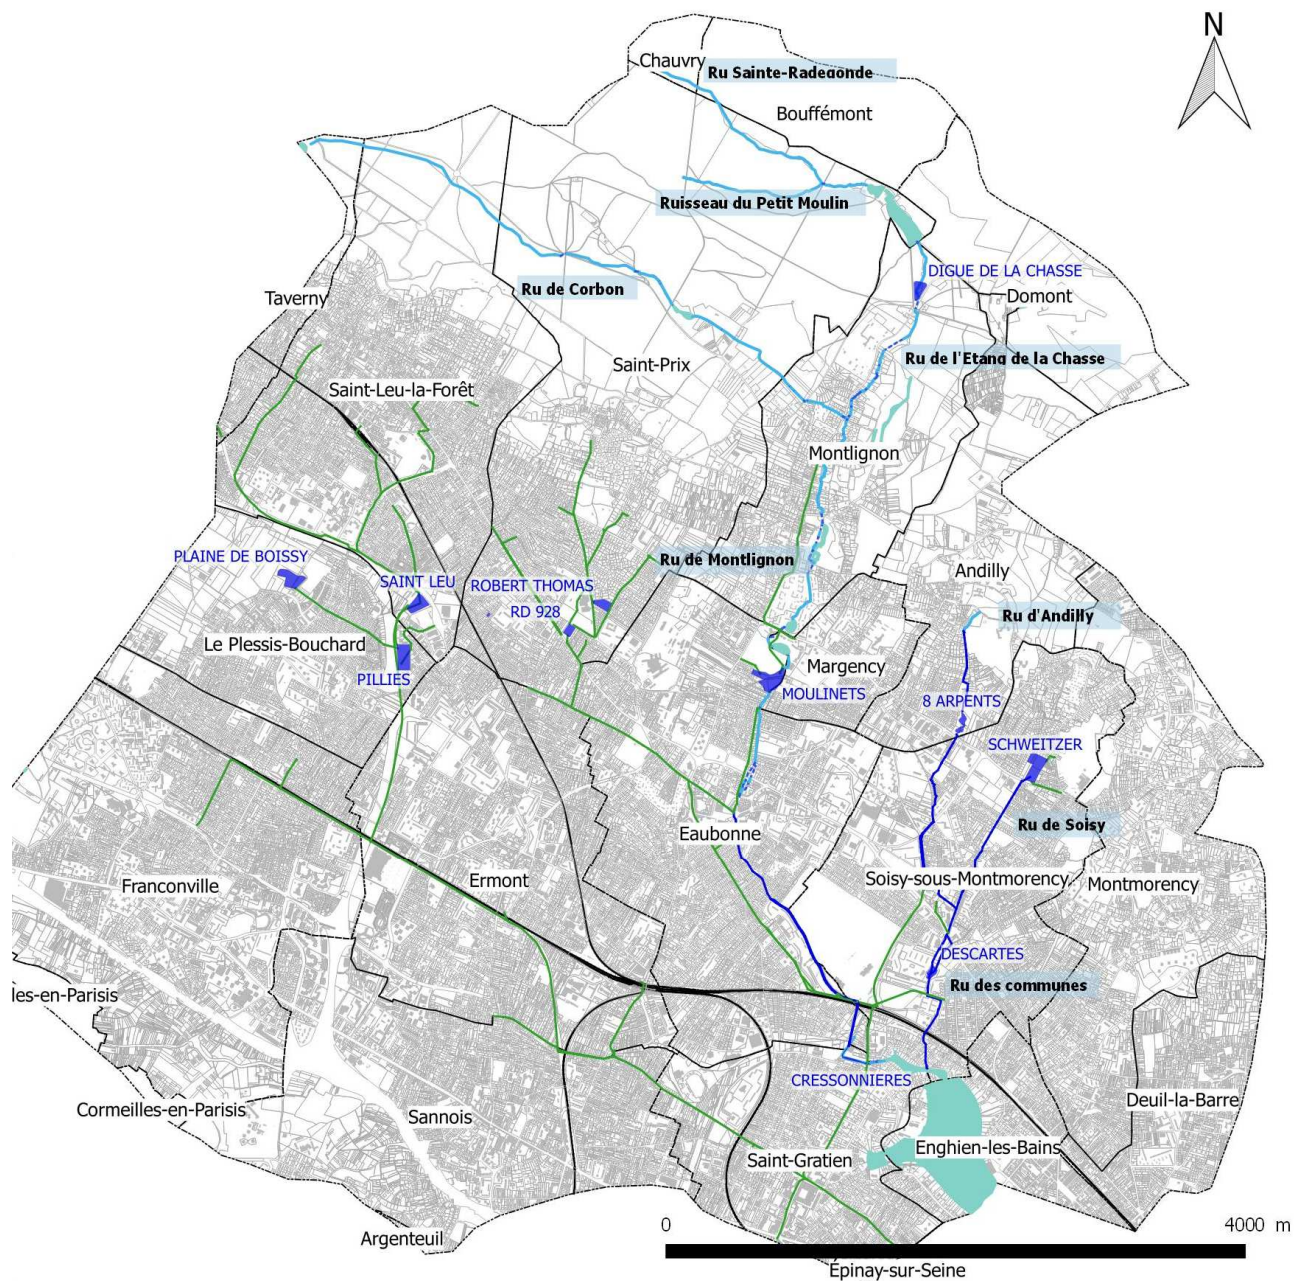 N
Chauvry
Ru Sainte-Radegonde
Bouffémont
Ruisseau du Petit Moulin
DIGUE DE LA CHASSE
Ru de Corbon
Domont
Taverny
Ru de l'Etang de la Chasse
Saint-Prix
Saint-Leu-la-Forêt
Montlignon
PLAINE DE BOISSY
Ru de Montlignon
SAINT LEU
ROBERT THOMAS
Andilly
RD 928
Ru d'Andilly
Le Plessis-Bouchard
Margency
PILLIES
MOULINETS
8 ARPENTS
SCHWEITZER
Ru de Soisy
Eaubonne
Ermont
Soisy-sous-Montmorency
Franconville
Montmorency
DESCARTES
Ru des communes
les-en-Parisis
CRESSONNIERES
Deuil-la-Barre
Cormeilles-en-Parisis
Sannois
Enghien-les-Bains
Saint-Gratien
0 4000 m
Argenteuil
Épinay-sur-Seine